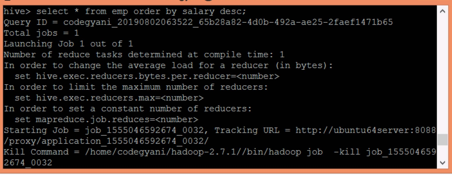 hive> select * from emp order by salary desc;
Query ID = codegyani_20190802063522_65b28a82-4d0b-492a-ae25-2faef1471b65
Total jobs = 1
Launching Job 1 out of 1
Number of reduce tasks determined at compile time: 1
In order to change the average load for a reducer (in bytes):
  set hive.exec.reducers.bytes.per.reducer=<number>
In order to limit the maximum number of reducers:
  set hive.exec.reducers.max=<number>
In order to set a constant number of reducers:
  set mapreduce.job.reduces=<number>
Starting Job = job_1555046592674_0032, Tracking URL = http://ubuntu64server:8088
/proxy/application_1555046592674_0032/
Kill Command = /home/codegyani/hadoop-2.7.1//bin/hadoop job  -kill job_155504659
2674_0032